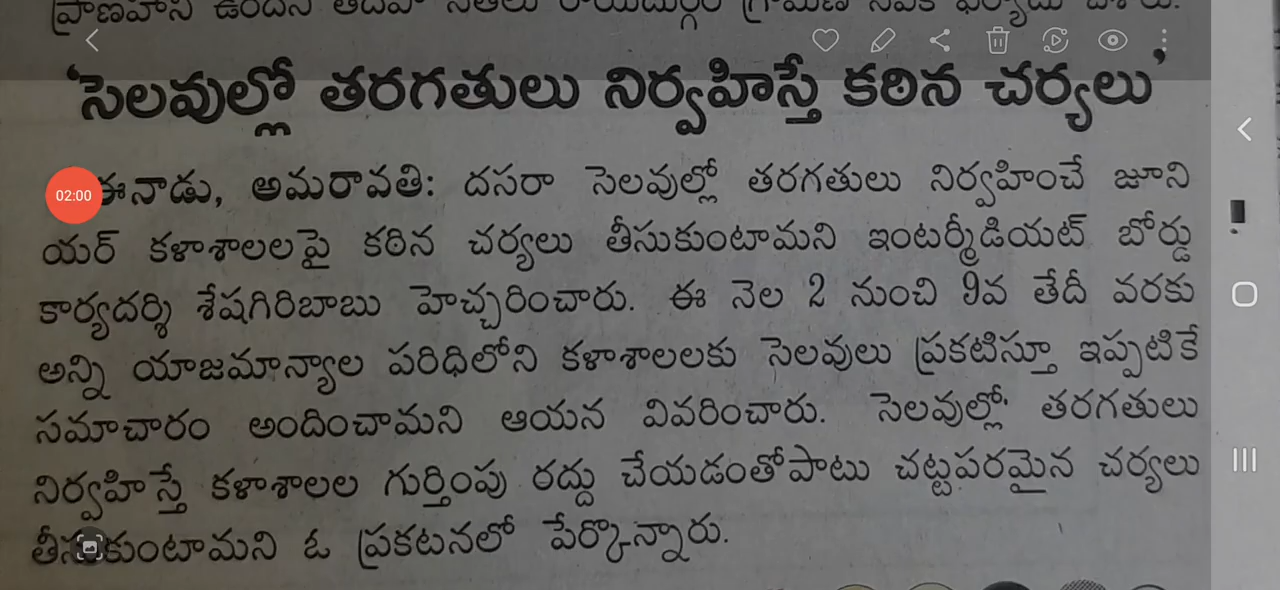 ‘సెలవుల్లో తరగతులు నిర్వహిస్తే కఠిన చర్యలు’
ఈనాడు, అమరావతి: దసరా సెలవుల్లో తరగతులు నిర్వహించే జూని
02:00
యర్ కళాశాలలపై కఠిన చర్యలు తీసుకుంటామని ఇంటర్మీడియట్ బోర్డు
కార్యదర్శి శేషగిరిబాబు హెచ్చరించారు. ఈ నెల 2 నుంచి 9వ తేదీ వరకు
అన్ని యాజమాన్యాల పరిధిలోని కళాశాలలకు సెలవులు ప్రకటిస్తూ ఇప్పటికే
సమాచారం అందించామని ఆయన వివరించారు. సెలవుల్లో తరగతులు
నిర్వహిస్తే కళాశాలల గుర్తింపు రద్దు చేయడంతోపాటు చట్టపరమైన చర్యలు
తీసుకుంటామని ఓ ప్రకటనలో పేర్కొన్నారు.